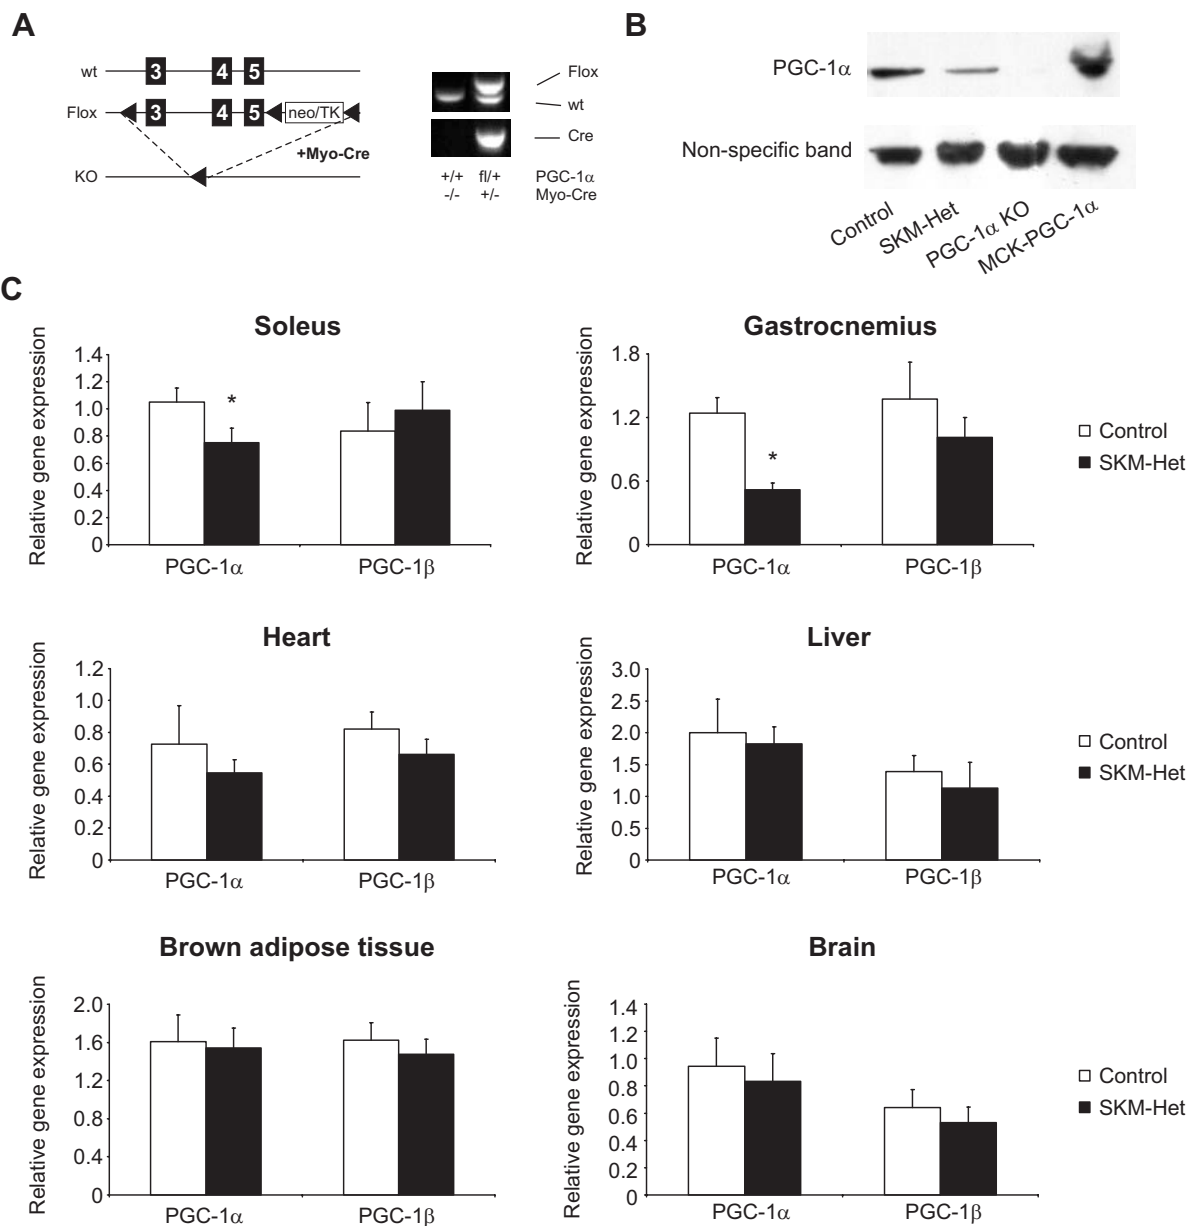 A
wt
3 4 5
Flox
3 4 5 neo/TK
+Myo-Cre
KO
Flox
wt
Cre
+/+ fl/+ PGC-1α
-/- +/- Myo-Cre
B
PGC-1α
Non-specific band
Control
SKM-Het
PGC-1α KO
MCK-PGC-1α
C
Soleus
Relative gene expression
1.4
1.2
1.0
0.8
0.6
0.4
0.2
0
*
PGC-1α PGC-1β
Gastrocnemius
Relative gene expression
1.8
1.2
0.6
0
*
PGC-1α PGC-1β
Control
SKM-Het
Heart
Relative gene expression
1.2
1.0
0.8
0.6
0.4
0.2
0
PGC-1α PGC-1β
Liver
Relative gene expression
3.0
2.5
2.0
1.5
1.0
0.5
0
PGC-1α PGC-1β
Control
SKM-Het
Brown adipose tissue
Relative gene expression
2.0
1.6
1.2
0.8
0.4
0
PGC-1α PGC-1β
Brain
Relative gene expression
1.4
1.2
1.0
0.8
0.6
0.4
0.2
0
PGC-1α PGC-1β
Control
SKM-Het